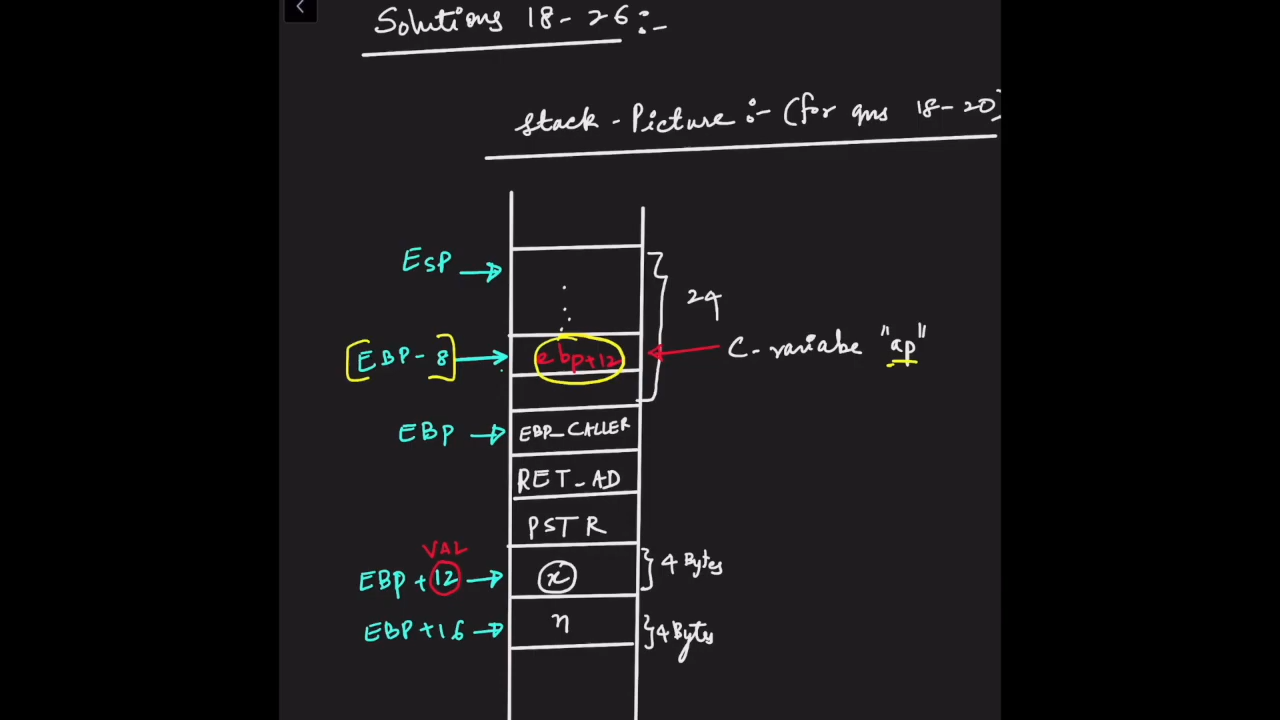 Solutions 18-26:-
Stack-Picture:- (for qns 18-20)
ESP
24
EBP-8 ebp+12 C-variabe "ap"
EBP EBP_CALLER
RET_AD
PSTR
VAL
EBP+12 x 4 Bytes
EBP+16 n 4 Bytes